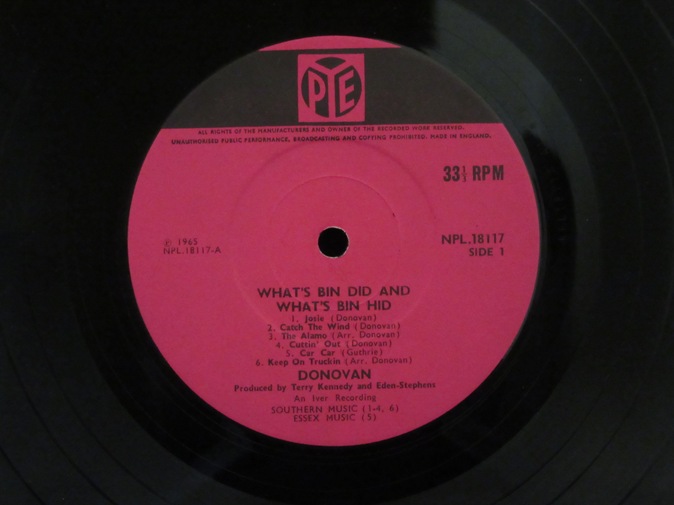 PYE
ALL RIGHTS OF THE MANUFACTURERS AND OWNER OF THE RECORDED WORK RESERVED.
UNAUTHORISED PUBLIC PERFORMANCE, BROADCASTING AND COPYING PROHIBITED. MADE IN ENGLAND.
33⅓ RPM
℗ 1965
NPL.18117-A
NPL.18117
SIDE 1
WHAT'S BIN DID AND
WHAT'S BIN HID
1. Josie (Donovan)
2. Catch The Wind (Donovan)
3. The Alamo (Arr. Donovan)
4. Cuttin' Out (Donovan)
5. Car Car (Guthrie)
6. Keep On Truckin (Arr. Donovan)
DONOVAN
Produced by Terry Kennedy and Eden-Stephens
An Iver Recording
SOUTHERN MUSIC (1-4, 6)
ESSEX MUSIC (5)